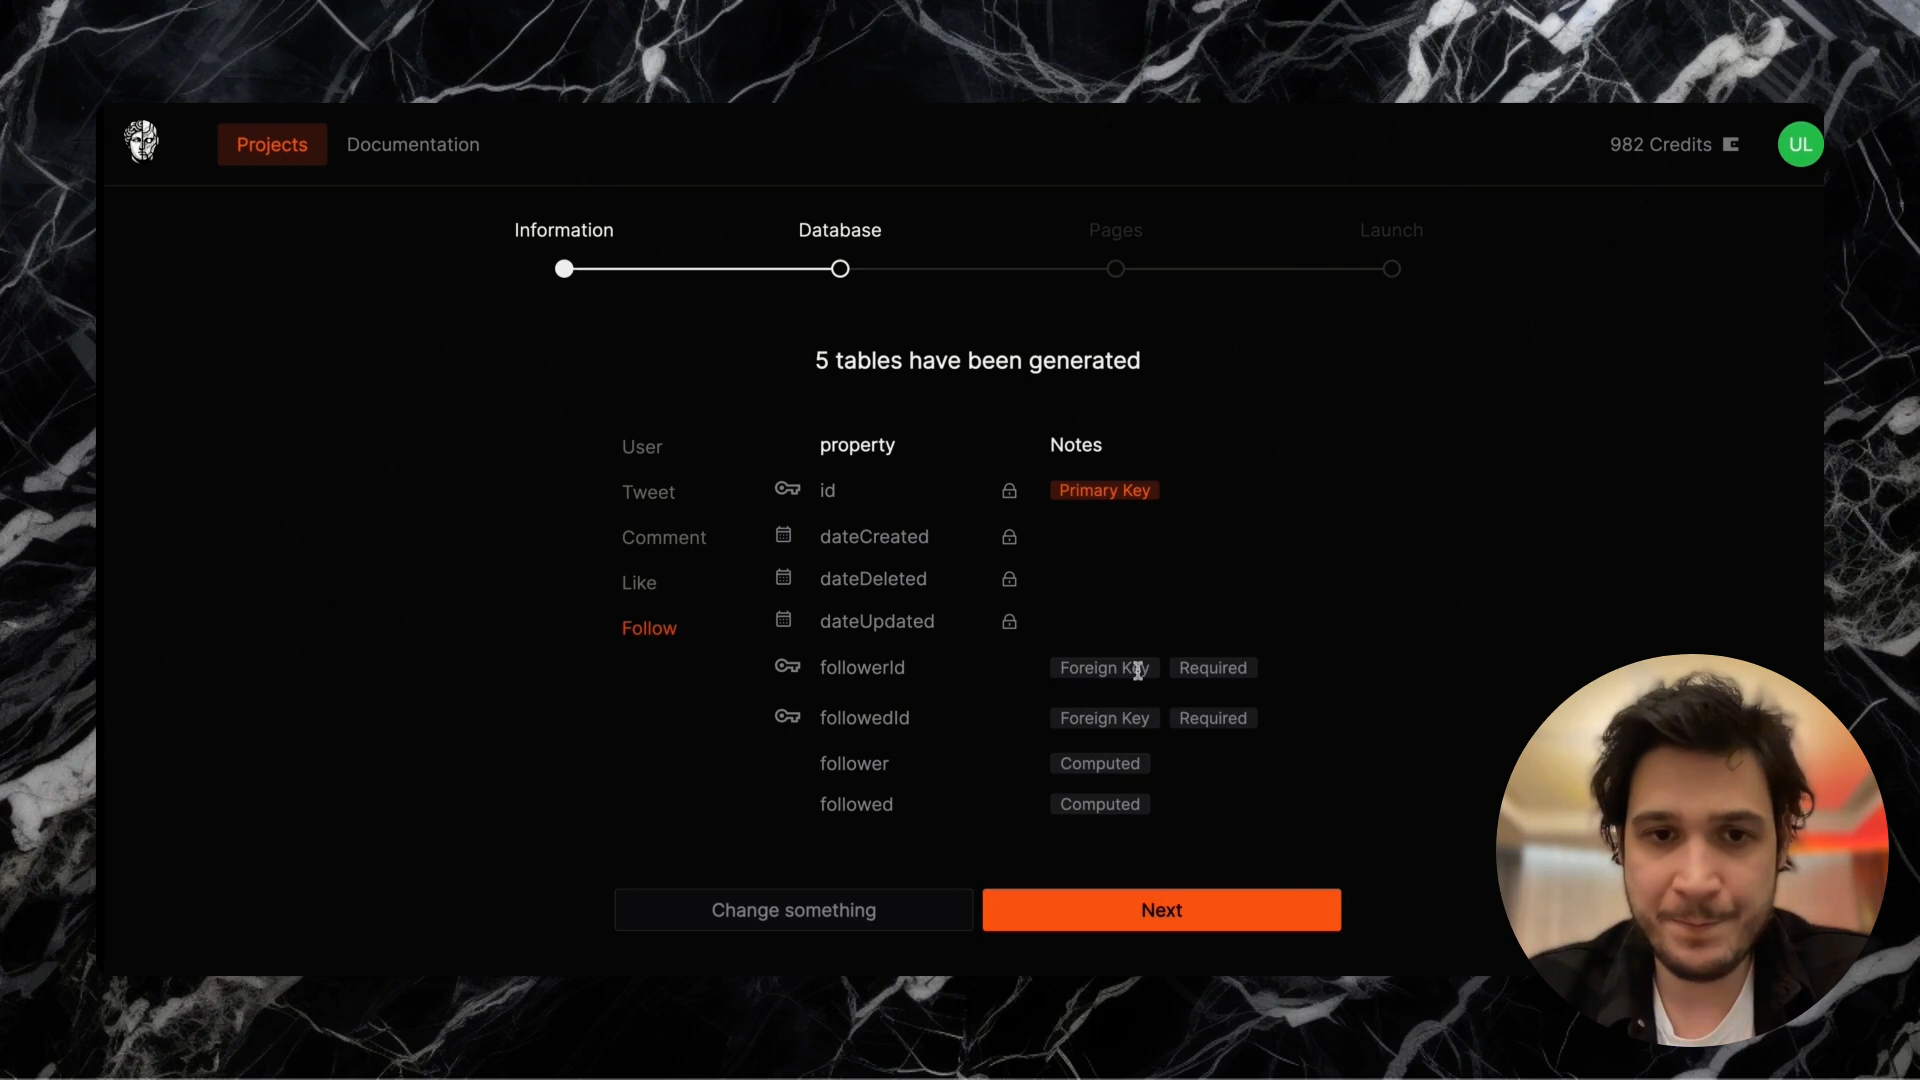 Projects Documentation 982 Credits UL
Information Database Pages Launch
5 tables have been generated
User property Notes
Tweet id Primary Key
Comment dateCreated
Like dateDeleted
Follow dateUpdated
followerId Foreign Key Required
followedId Foreign Key Required
follower Computed
followed Computed
Change something Next